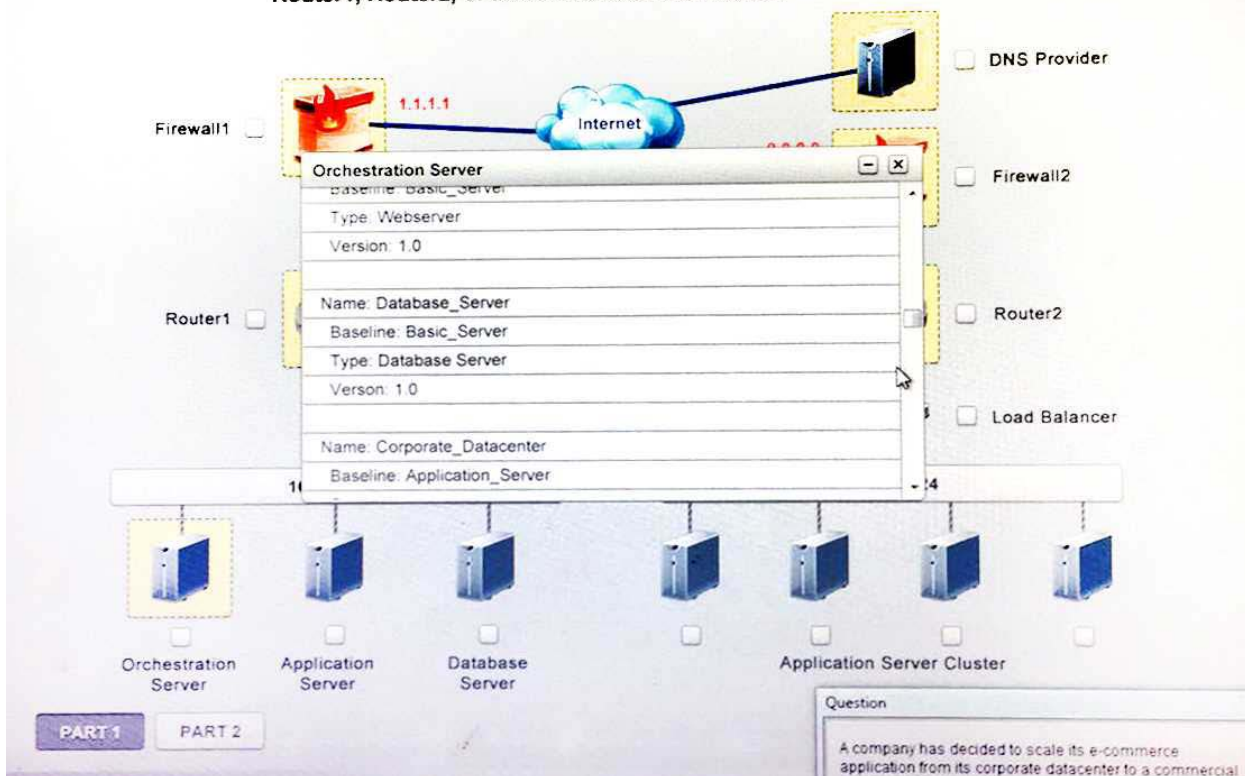 DNS Provider
1.1.1.1
Internet
Firewall1
Orchestration Server
Firewall2
Baseline: Basic_Server
Type: Webserver
Version: 1.0
Name: Database_Server
Router1
Router2
Baseline: Basic_Server
Type: Database Server
Verson: 1.0
Load Balancer
Name: Corporate_Datacenter
Baseline: Application_Server
Orchestration
Server
Application
Server
Database
Server
Application Server Cluster
Question
PART 1
PART 2
A company has decided to scale its e-commerce
application from its corporate datacenter to a commercial